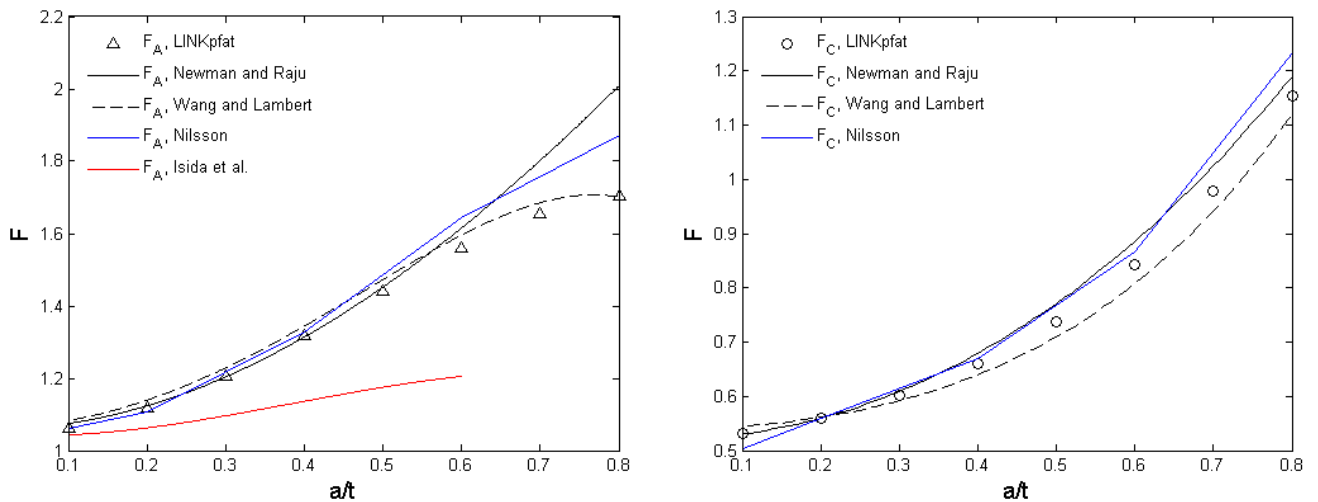 2.2
2
1.8
1.6
1.4
1.2
1
F
F_A, LINKpfat
F_A, Newman and Raju
F_A, Wang and Lambert
F_A, Nilsson
F_A, Isida et al.
0.1 0.2 0.3 0.4 0.5 0.6 0.7 0.8
a/t
1.3
1.2
1.1
1
0.9
0.8
0.7
0.6
0.5
F
F_C, LINKpfat
F_C, Newman and Raju
F_C, Wang and Lambert
F_C, Nilsson
0.1 0.2 0.3 0.4 0.5 0.6 0.7 0.8
a/t